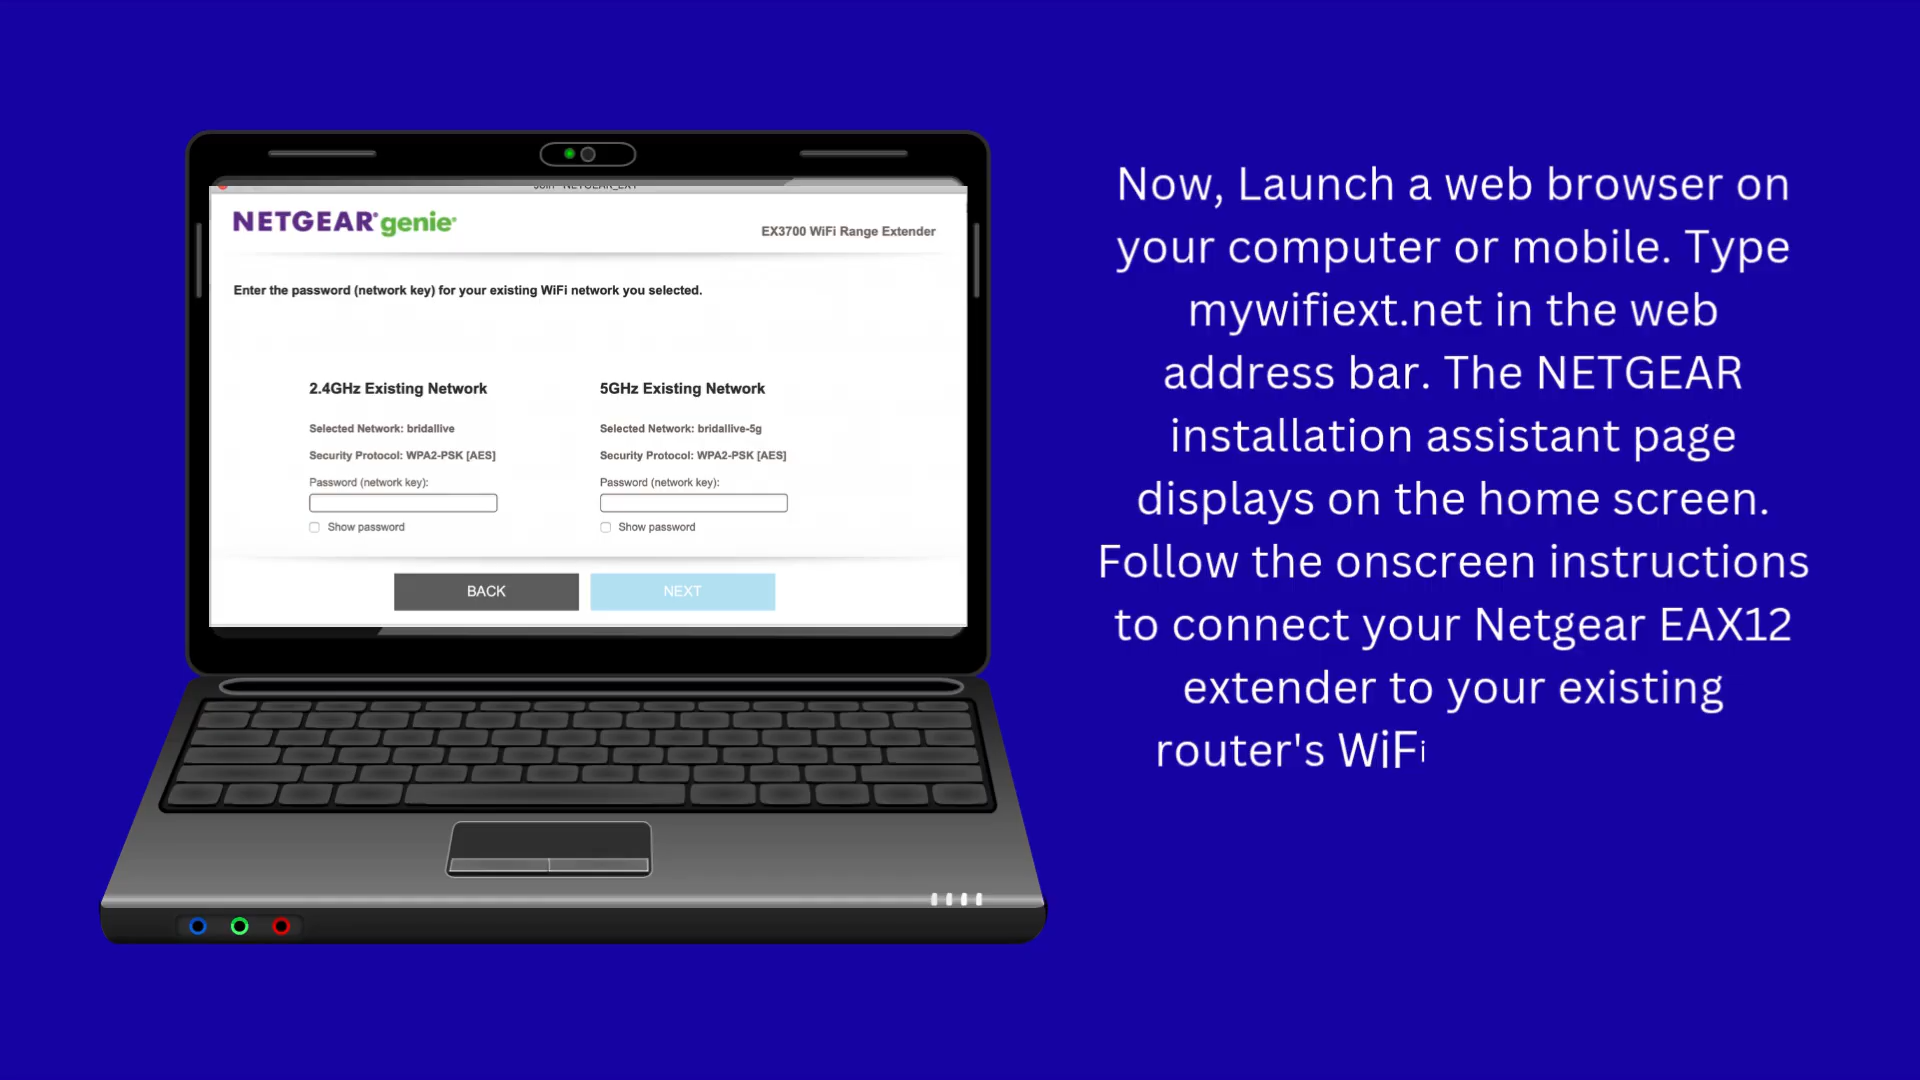 Join "NETGEAR_EXT"
NETGEAR® genie®
EX3700 WiFi Range Extender
Enter the password (network key) for your existing WiFi network you selected.
2.4GHz Existing Network
5GHz Existing Network
Selected Network: bridallive
Selected Network: bridallive-5g
Security Protocol: WPA2-PSK [AES]
Security Protocol: WPA2-PSK [AES]
Password (network key):
Password (network key):
Show password
Show password
BACK
NEXT
Now, Launch a web browser on
your computer or mobile. Type
mywifiext.net in the web
address bar. The NETGEAR
installation assistant page
displays on the home screen.
Follow the onscreen instructions
to connect your Netgear EAX12
extender to your existing
router's WiFi